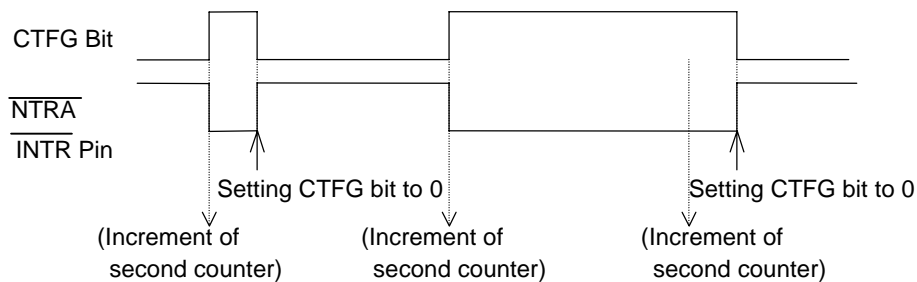 CTFG Bit
NTRA
INTR Pin
Setting CTFG bit to 0
Setting CTFG bit to 0
(Increment of
second counter)
(Increment of
second counter)
(Increment of
second counter)